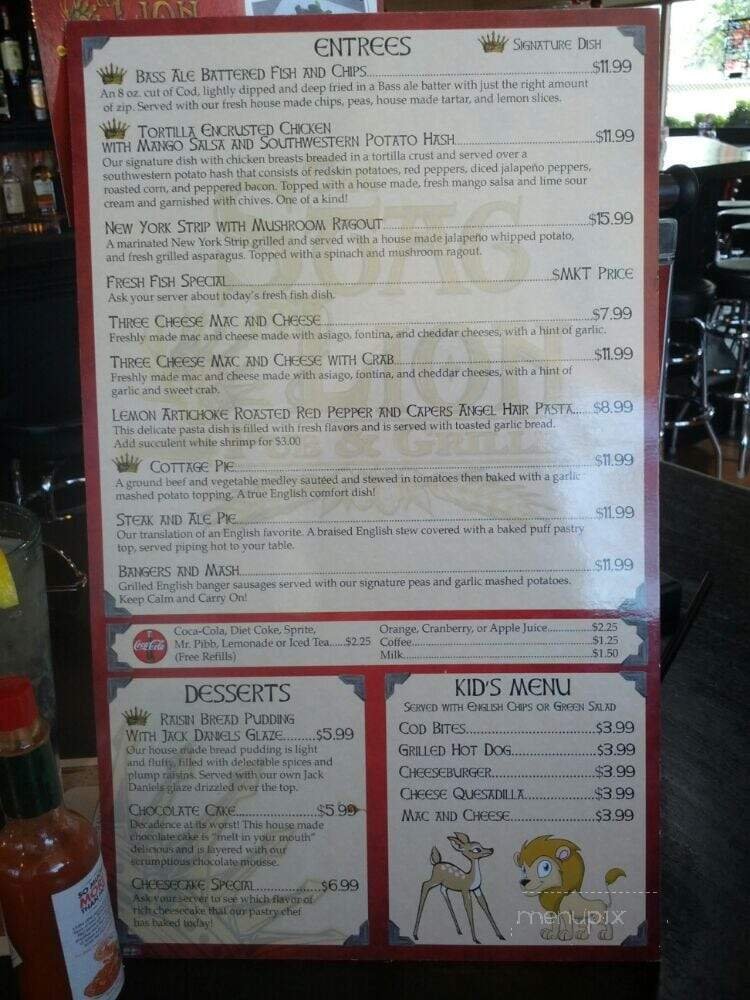 LION
ENTREES
SIGNATURE DISH
BASS ALE BATTERED FISH AND CHIPS...$11.99
An 8 oz. cut of Cod, lightly dipped and deep fried in a Bass ale batter with just the right amount
of zip. Served with our fresh house made chips, peas, house made tartar, and lemon slices.
TORTILLA ENCRUSTED CHICKEN
WITH MANGO SALSA AND SOUTHWESTERN POTATO HASH...$11.99
Our signature dish with chicken breasts breaded in a tortilla crust and served over a
southwestern potato hash that consists of redskin potatoes, red peppers, diced jalapeño peppers,
roasted corn, and peppered bacon. Topped with a house made, fresh mango salsa and lime sour
cream and garnished with chives. One of a kind!
NEW YORK STRIP WITH MUSHROOM RAGOUT...$15.99
A marinated New York Strip grilled and served with a house made jalapeño whipped potato,
and fresh grilled asparagus. Topped with a spinach and mushroom ragout.
FRESH FISH SPECIAL...$MKT PRICE
Ask your server about today's fresh fish dish.
THREE CHEESE MAC AND CHEESE...$7.99
Freshly made mac and cheese made with asiago, fontina, and cheddar cheeses, with a hint of garlic.
THREE CHEESE MAC AND CHEESE WITH CRAB...$11.99
Freshly made mac and cheese made with asiago, fontina, and cheddar cheeses, with a hint of
garlic and sweet crab.
LEMON ARTICHOKE ROASTED RED PEPPER AND CAPERS ANGEL HAIR PASTA...$8.99
This delicate pasta dish is filled with fresh flavors and is served with toasted garlic bread.
Add succulent white shrimp for $3.00
COTTAGE PIE...$11.99
A ground beef and vegetable medley sautéed and stewed in tomatoes then baked with a garlic
mashed potato topping. A true English comfort dish!
STEAK AND ALE PIE...$11.99
Our translation of an English favorite. A braised English stew covered with a baked puff pastry
top, served piping hot to your table.
BANGERS AND MASH...$11.99
Grilled English banger sausages served with our signature peas and garlic mashed potatoes.
Keep Calm and Carry On!
Coca-Cola
Coca-Cola, Diet Coke, Sprite,
Mr. Pibb, Lemonade or Iced Tea.....$2.25
(Free Refills)
Orange, Cranberry, or Apple Juice...$2.25
Coffee...$1.25
Milk...$1.50
DESSERTS
RAISIN BREAD PUDDING
WITH JACK DANIELS GLAZE...$5.99
Our house made bread pudding is light
and fluffy, filled with delectable spices and
plump raisins. Served with our own Jack
Daniels glaze drizzled over the top.
CHOCOLATE CAKE...$5.99
Decadence at its worst! This house made
chocolate cake is "melt in your mouth"
delicious and is layered with our
scrumptious chocolate mousse.
CHEESECAKE SPECIAL...$6.99
Ask your server to see which flavor of
rich cheesecake that our pastry chef
has baked today!
KID'S MENU
SERVED WITH ENGLISH CHIPS OR GREEN SALAD
COD BITES...$3.99
GRILLED HOT DOG...$3.99
CHEESEBURGER...$3.99
CHEESE QUESADILLA...$3.99
MAC AND CHEESE...$3.99
menupix